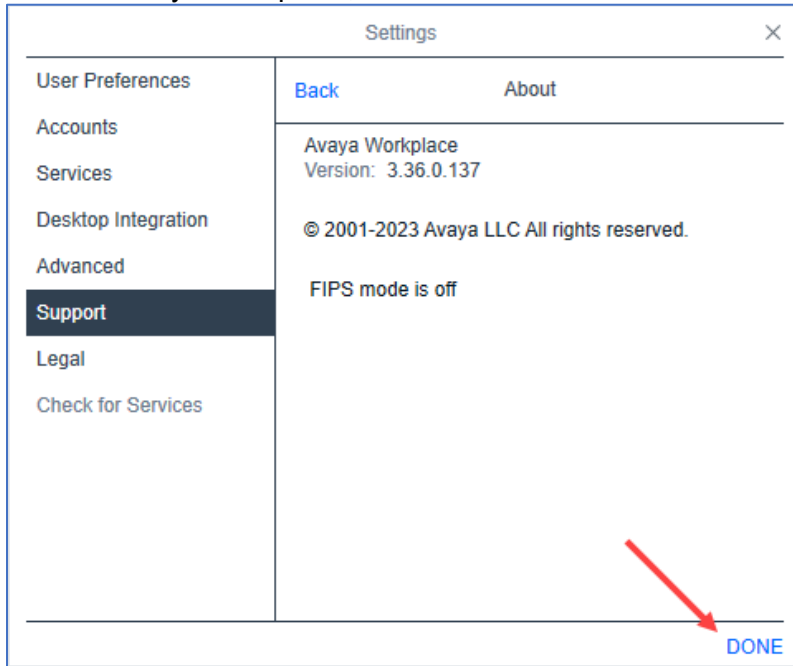 Settings
User Preferences
Accounts
Services
Desktop Integration
Advanced
Support
Legal
Check for Services
Back About
Avaya Workplace
Version: 3.36.0.137
© 2001-2023 Avaya LLC All rights reserved.
FIPS mode is off
DONE